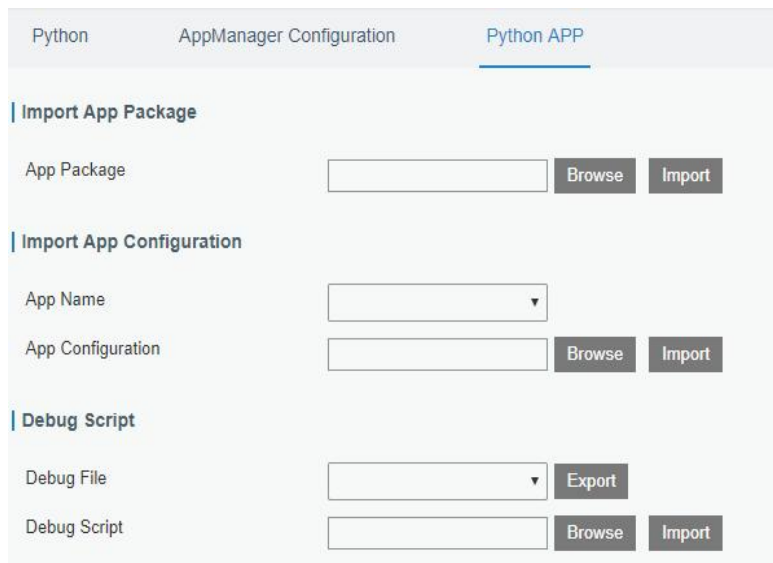 Python AppManager Configuration Python APP
Import App Package
App Package Browse Import
Import App Configuration
App Name
App Configuration Browse Import
Debug Script
Debug File Export
Debug Script Browse Import